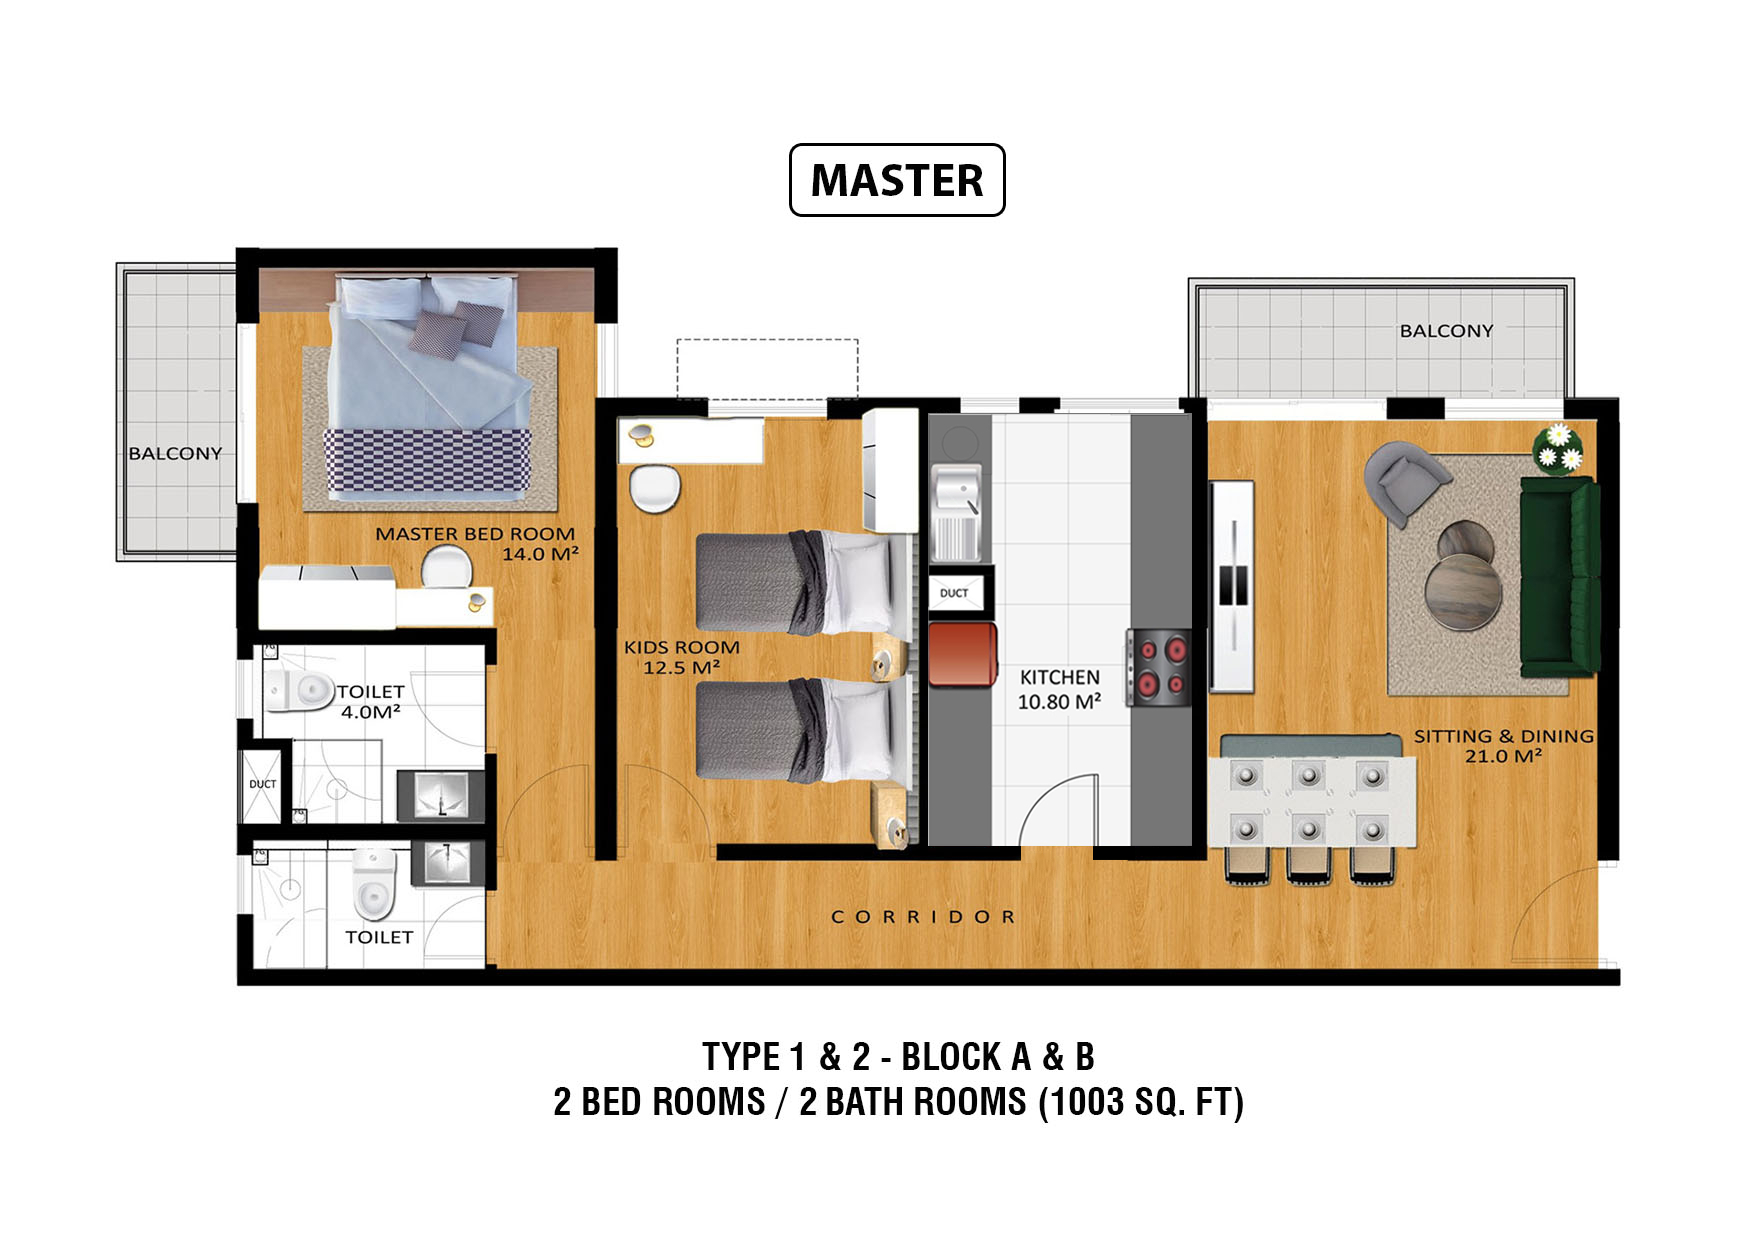 MASTER
BALCONY
BALCONY
MASTER BED ROOM
14.0 M²
DUCT
KIDS ROOM
12.5 M²
KITCHEN
10.80 M²
TOILET
4.0M²
SITTING & DINING
21.0 M²
DUCT
CORRIDOR
TOILET
TYPE 1 & 2 - BLOCK A & B
2 BED ROOMS / 2 BATH ROOMS (1003 SQ. FT)